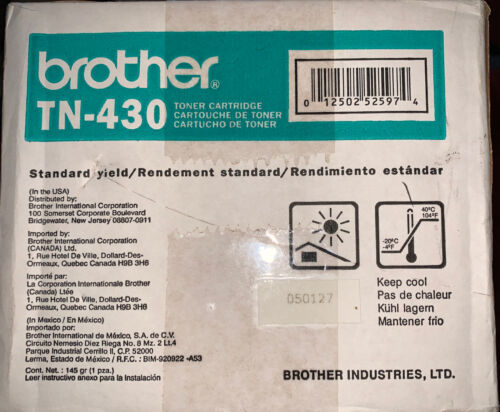 brother®
TN-430
TONER CARTRIDGE
CARTOUCHE DE TONER
CARTUCHO DE TONER
0 12502 52597 4
Standard yield/Rendement standard/Rendimiento estándar
(In the USA)
Distributed by:
Brother International Corporation
100 Somerset Corporate Boulevard
Bridgewater, New Jersey 08807-0911
Imported by:
Brother International Corporation
(CANADA) Ltd.
1, Rue Hotel De Ville, Dollard-Des-
Ormeaux, Quebec Canada H9B 3H6
Importé par:
La Corporation Internationale Brother
(Canada) Ltée
1, Rue Hotel De Ville, Dollard-Des-
Ormeaux, Quebec Canada H9B 3H6
(In Mexico / En México)
Importado por:
Brother International de México, S.A. de C.V.
Circuito Nemesio Diez Riega No. 8 Mz. 2 Lt.4
Parque Industrial Cerrillo II, C.P. 52000
Lerma, Estado de México / R.F.C. : BIM-920922 -A53
Cont. Net. : 145 gr (1 pza.)
Leer instructivo anexo para la Instalación
40°C
104°F
-20°C
-4°F
Keep cool
Pas de chaleur
Kühl lagern
Mantener frio
050127
BROTHER INDUSTRIES, LTD.